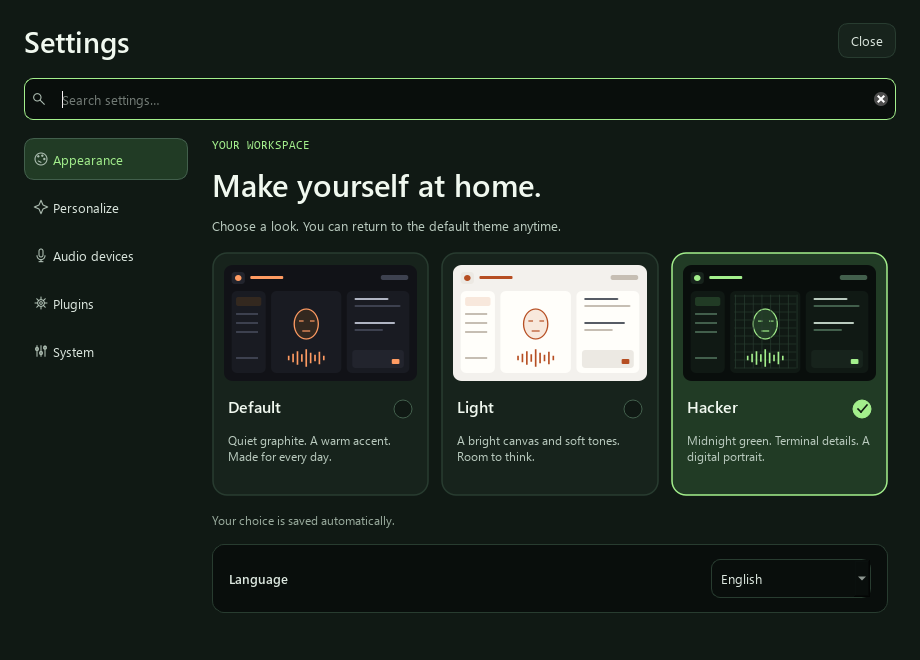 Settings
Close
Search settings...
Appearance
Personalize
Audio devices
Plugins
System
YOUR WORKSPACE
Make yourself at home.
Choose a look. You can return to the default theme anytime.
Default
Quiet graphite. A warm accent.
Made for every day.
Light
A bright canvas and soft tones.
Room to think.
Hacker
Midnight green. Terminal details. A
digital portrait.
Your choice is saved automatically.
Language
English